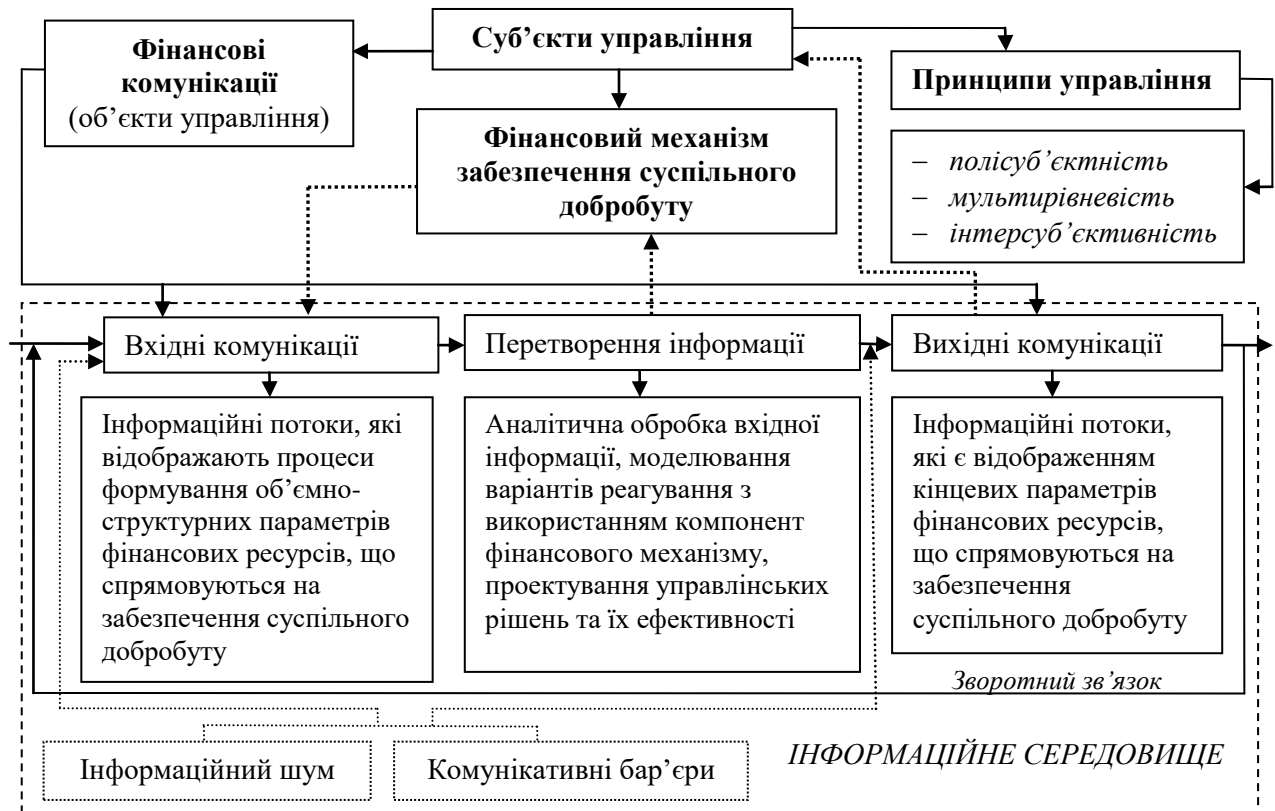 Фінансові
комунікації
(об’єкти управління)
Суб’єкти управління
Принципи управління
Фінансовий механізм
забезпечення суспільного
добробуту
– полісуб’єктність
– мультирівневість
– інтерсуб’єктивність
Вхідні комунікації
Перетворення інформації
Вихідні комунікації
Інформаційні потоки, які
відображають процеси
формування об’ємно-
структурних параметрів
фінансових ресурсів, що
спрямовуються на
забезпечення суспільного
добробуту
Аналітична обробка вхідної
інформації, моделювання
варіантів реагування з
використанням компонент
фінансового механізму,
проектування управлінських
рішень та їх ефективності
Інформаційні потоки,
які є відображенням
кінцевих параметрів
фінансових ресурсів,
що спрямовуються на
забезпечення
суспільного добробуту
Зворотний зв’язок
Інформаційний шум
Комунікативні бар’єри
ІНФОРМАЦІЙНЕ СЕРЕДОВИЩЕ